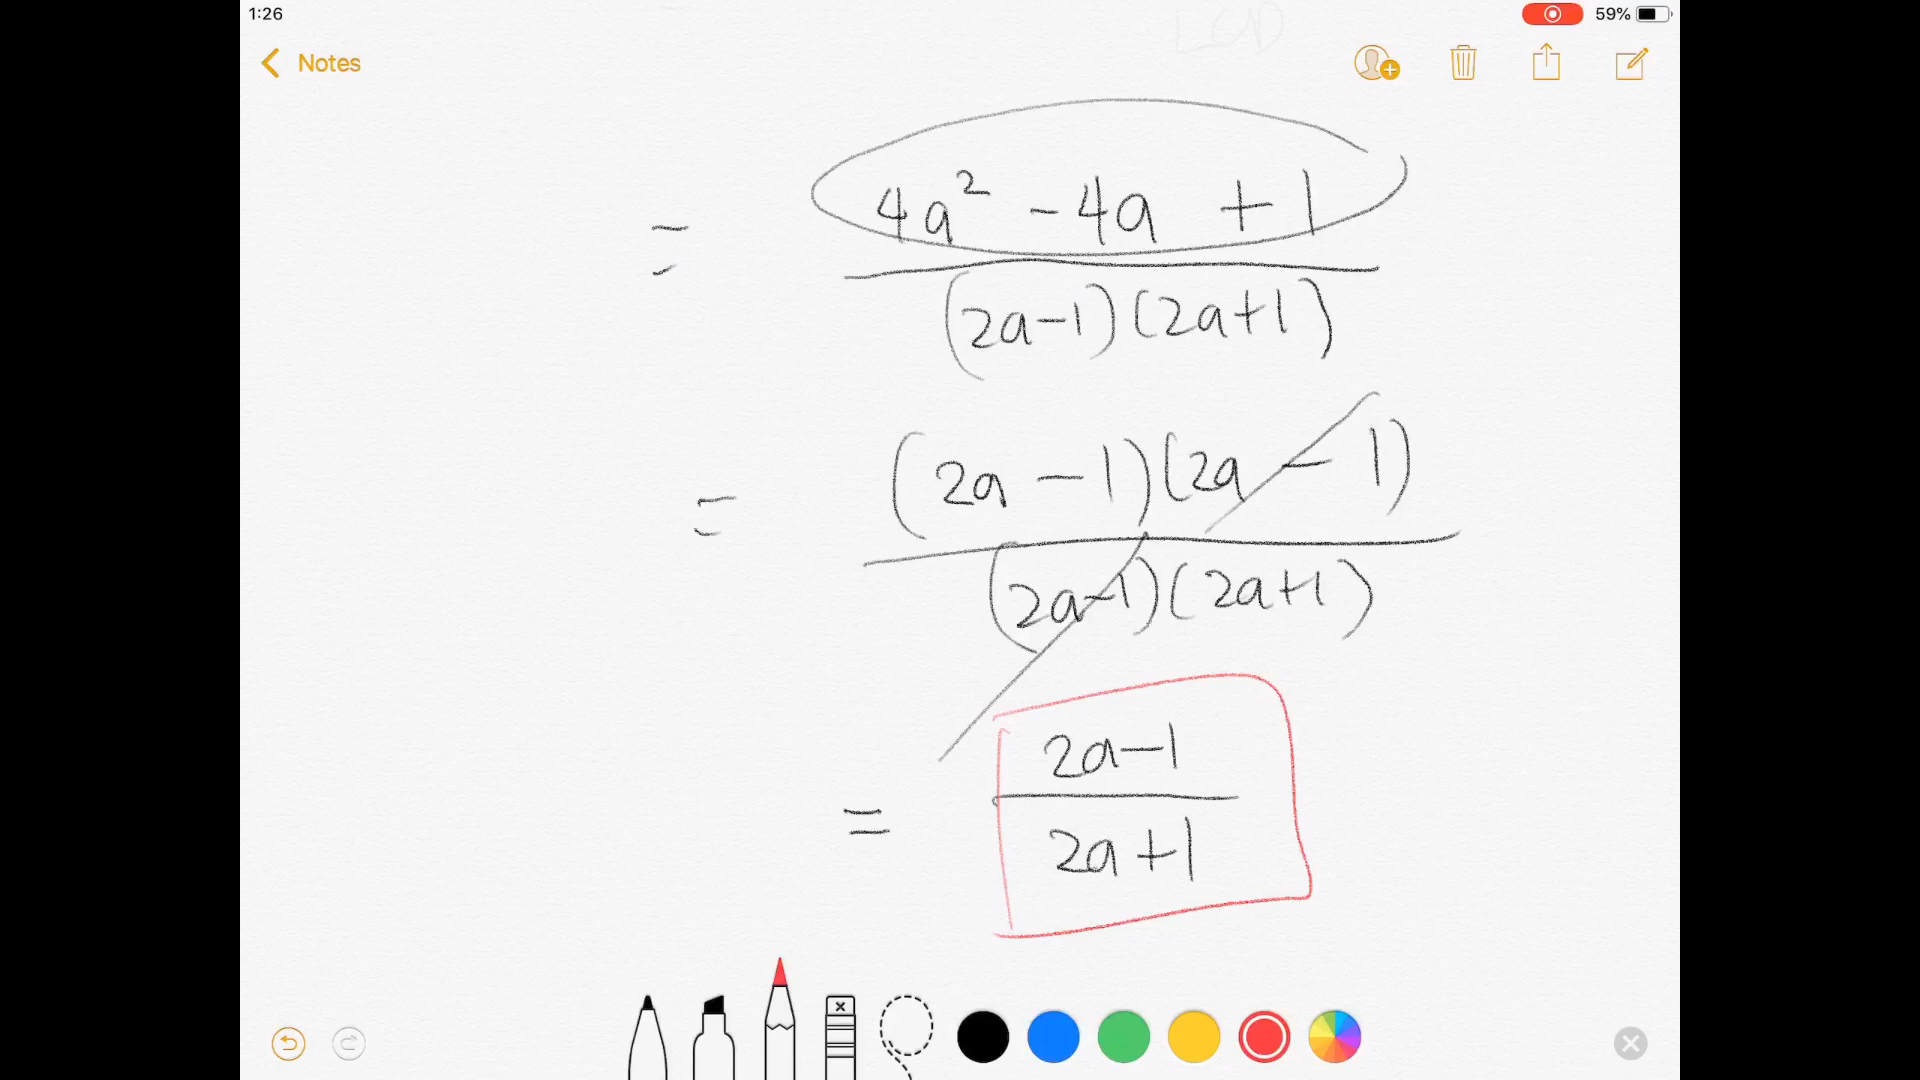 1:26
59%
LCD
Notes
4a² - 4a + 1
=
(2a-1)(2a+1)
(2a - 1)(2a - 1)
=
(2a-1)(2a+1)
2a-1
=
2a+1